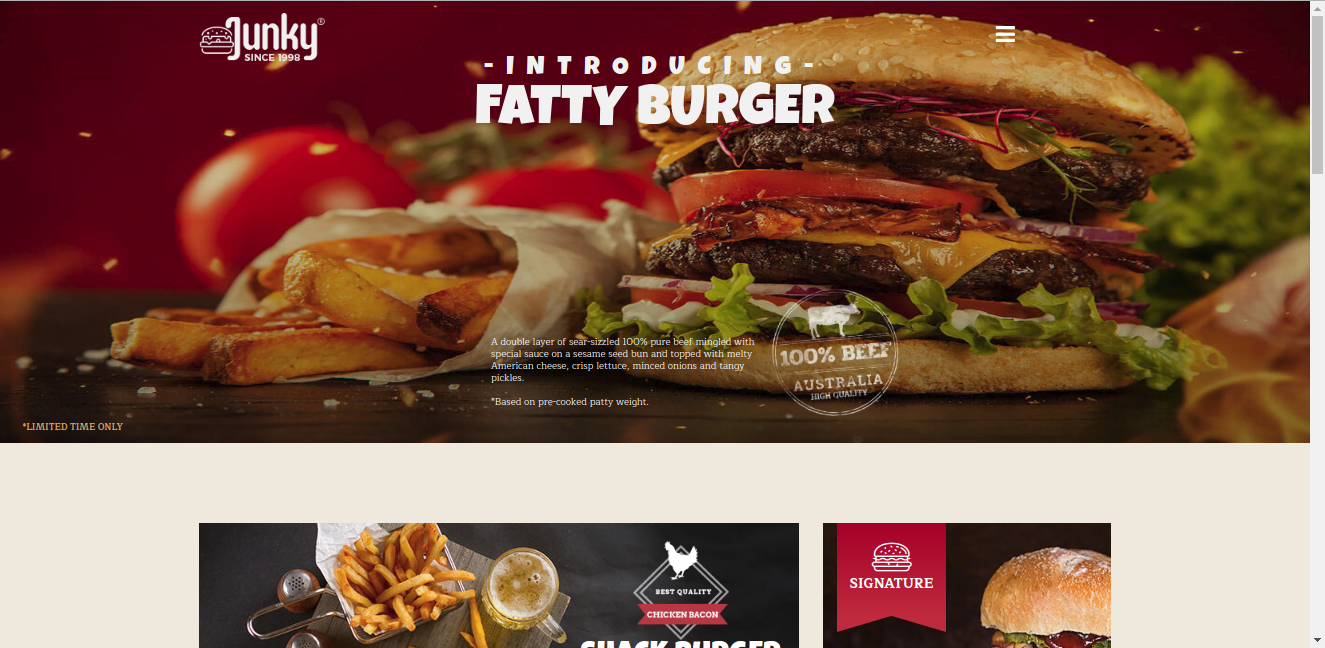 Junky®
SINCE 1998
-INTRODUCING-
FATTY BURGER
A double layer of sear-sizzled 100% pure beef mingled with
special sauce on a sesame seed bun and topped with melty
American cheese, crisp lettuce, minced onions and tangy
pickles.
*Based on pre-cooked patty weight.
100% BEEF
AUSTRALIA
HIGH QUALITY
*LIMITED TIME ONLY
BEST QUALITY
CHICKEN BACON
SHACK BURGER
SIGNATURE